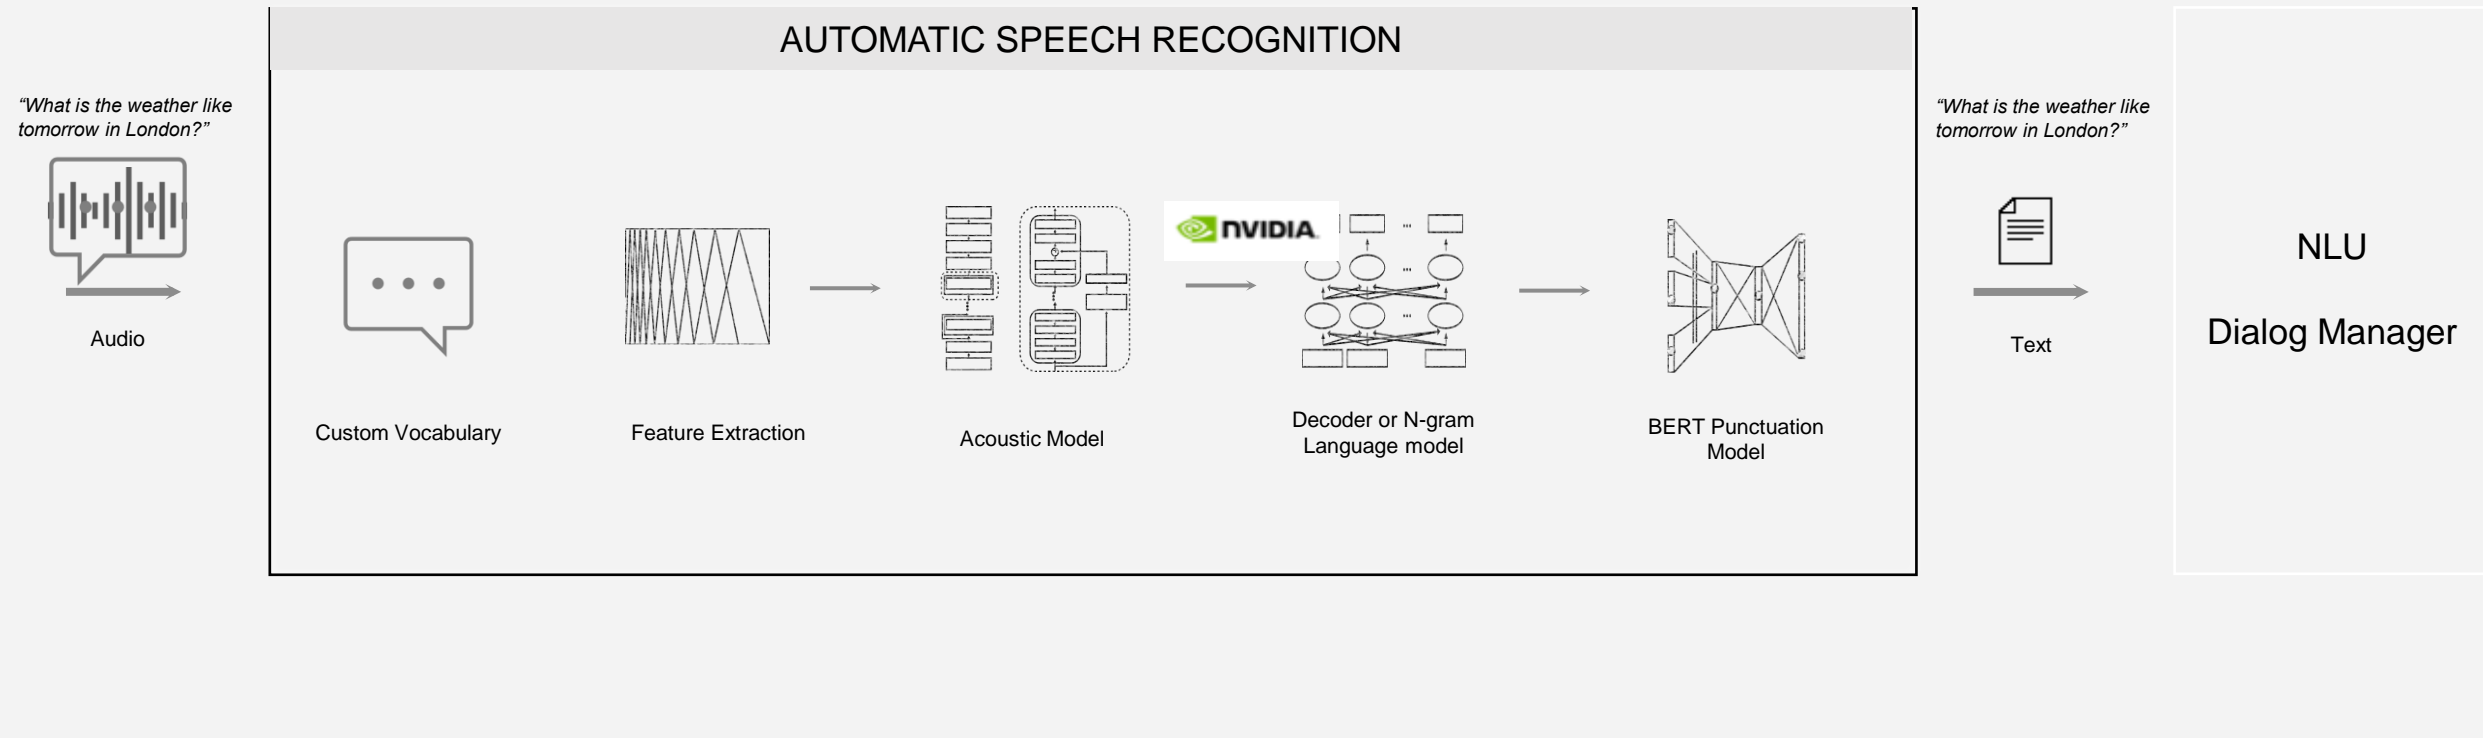 AUTOMATIC SPEECH RECOGNITION
“What is the weather like
tomorrow in London?”
Audio
Custom Vocabulary
Feature Extraction
Acoustic Model
NVIDIA.
...
...
...
Decoder or N-gram
Language model
BERT Punctuation
Model
“What is the weather like
tomorrow in London?”
Text
NLU
Dialog Manager